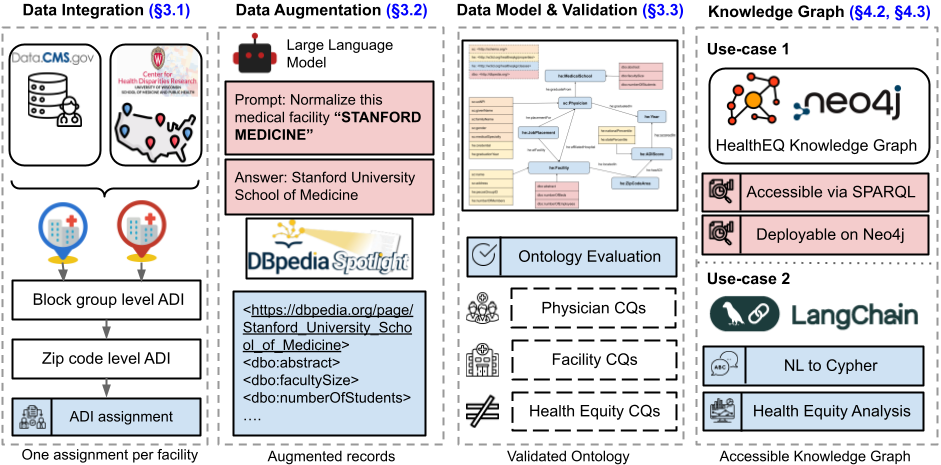 Data Integration (§3.1)
Data.CMS.gov
Center for
Health Disparities Research
UNIVERSITY OF WISCONSIN
SCHOOL OF MEDICINE AND PUBLIC HEALTH
Block group level ADI
Zip code level ADI
ADI assignment
One assignment per facility
Data Augmentation (§3.2)
Large Language
Model
Prompt: Normalize this
medical facility “STANFORD
MEDICINE”
Answer: Stanford University
School of Medicine
DBpedia Spotlight
<https://dbpedia.org/page/
Stanford_University_Scho
ol_of_Medicine>
<dbo:abstract>
<dbo:facultySize>
<dbo:numberOfStudents>
....
Augmented records
Data Model & Validation (§3.3)
he:MedicalSchool
sc:Physician
he:Year
he:JobPlacement
he:ADIScore
he:Facility
he:ZipCodeArea
Ontology Evaluation
Physician CQs
Facility CQs
Health Equity CQs
Validated Ontology
Knowledge Graph (§4.2, §4.3)
Use-case 1
neo4j
HealthEQ Knowledge Graph
Accessible via SPARQL
Deployable on Neo4j
Use-case 2
LangChain
ABC
NL to Cypher
Health Equity Analysis
Accessible Knowledge Graph